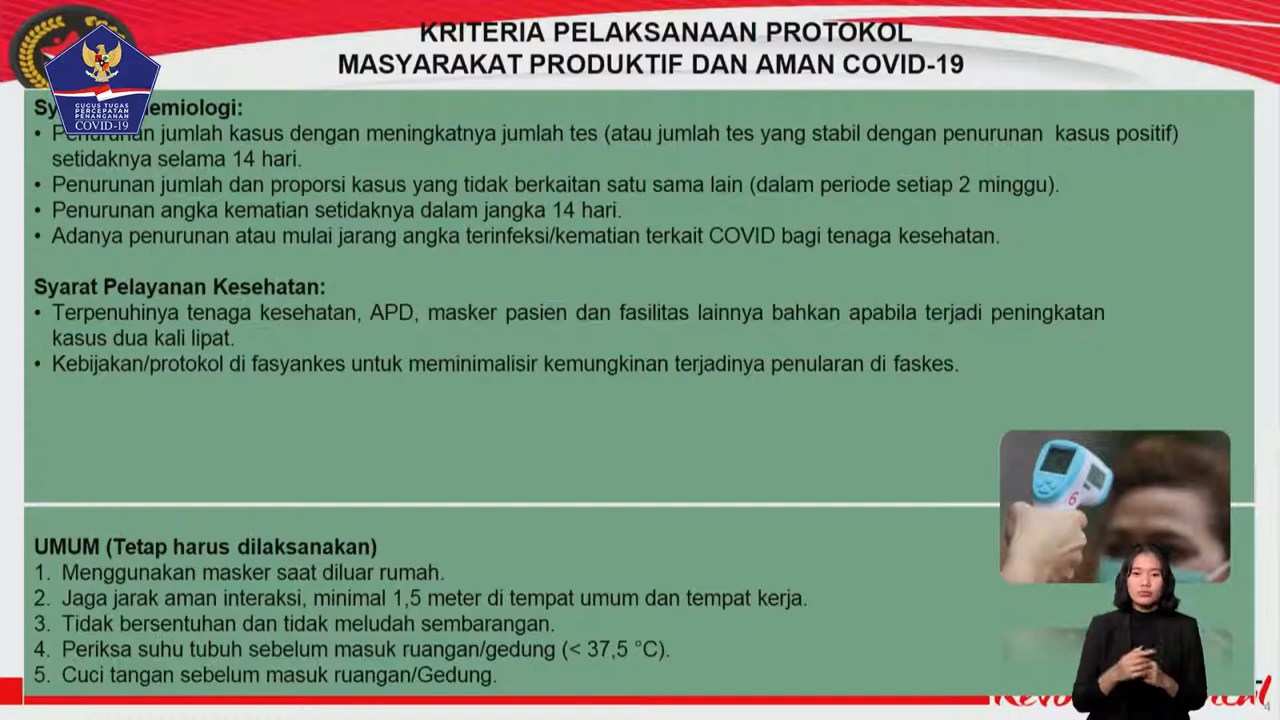 KRITERIA PELAKSANAAN PROTOKOL
MASYARAKAT PRODUKTIF DAN AMAN COVID-19
GUGUS TUGAS
PERCEPATAN
PENANGANAN
COVID-19
• jumlah kasus dengan meningkatnya jumlah tes (atau jumlah tes yang stabil dengan penurunan kasus positif)
setidaknya selama 14 hari.
• Penurunan jumlah dan proporsi kasus yang tidak berkaitan satu sama lain (dalam periode setiap 2 minggu).
• Penurunan angka kematian setidaknya dalam jangka 14 hari.
• Adanya penurunan atau mulai jarang angka terinfeksi/kematian terkait COVID bagi tenaga kesehatan.
Syarat Pelayanan Kesehatan:
• Terpenuhinya tenaga kesehatan, APD, masker pasien dan fasilitas lainnya bahkan apabila terjadi peningkatan
kasus dua kali lipat.
• Kebijakan/protokol di fasyankes untuk meminimalisir kemungkinan terjadinya penularan di faskes.
UMUM (Tetap harus dilaksanakan)
1. Menggunakan masker saat diluar rumah.
2. Jaga jarak aman interaksi, minimal 1,5 meter di tempat umum dan tempat kerja.
3. Tidak bersentuhan dan tidak meludah sembarangan.
4. Periksa suhu tubuh sebelum masuk ruangan/gedung (< 37,5 °C).
5. Cuci tangan sebelum masuk ruangan/Gedung.